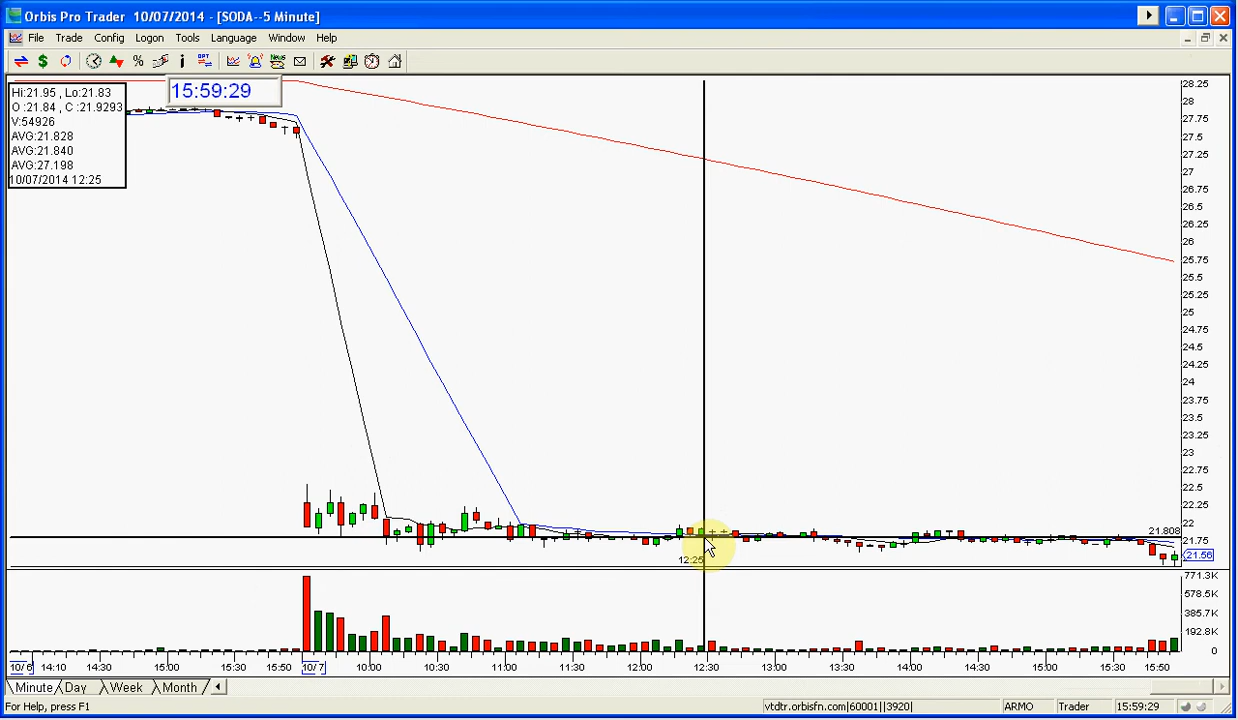 Orbis Pro Trader 10/07/2014 - [SODA--5 Minute]
File Trade Config Logon Tools Language Window Help
15:59:29
Hi:21.95 , Lo:21.83
O :21.84 , C :21.9293
V:54926
AVG:21.828
AVG:21.840
AVG:27.198
10/07/2014 12:25
28.25
28
27.75
27.5
27.25
27
26.75
26.5
26.25
26
25.75
25.5
25.25
25
24.75
24.5
24.25
24
23.75
23.5
23.25
23
22.75
22.5
22.25
22
21.808
21.75
21.56
12:25
771.3K
578.5K
385.7K
192.8K
0
10/6 14:10 14:30 15:00 15:30 15:50 10/7 10:00 10:30 11:00 11:30 12:00 12:30 13:00 13:30 14:00 14:30 15:00 15:30 15:50
Minute Day Week Month
For Help, press F1
vtdtr.orbisfn.com|60001||3920|
ARMO
Trader
15:59:29